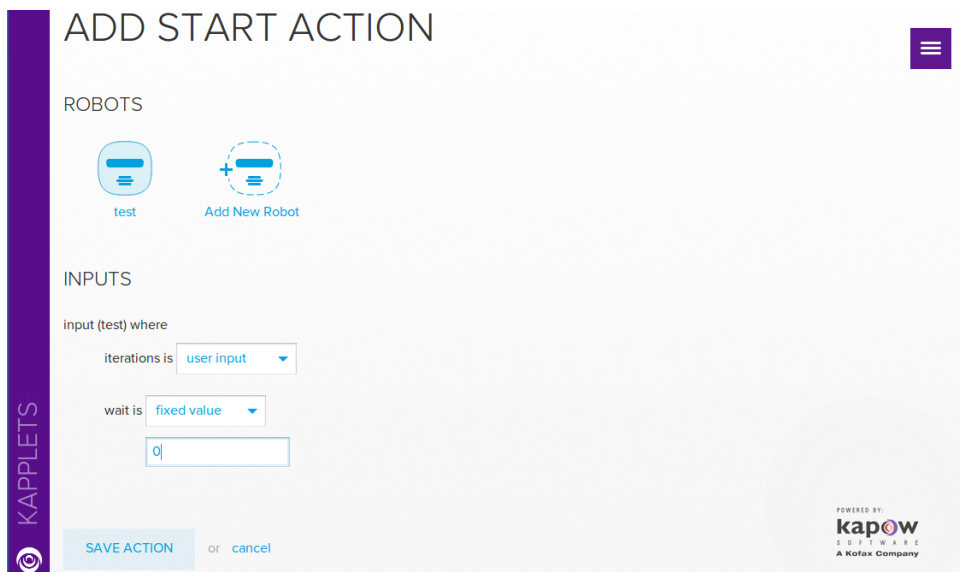 ADD START ACTION
ROBOTS
test
Add New Robot
INPUTS
input (test) where
iterations is user input
wait is fixed value
0
SAVE ACTION or cancel
KAPPLETS
POWERED BY:
kapow
SOFTWARE
A Kofax Company